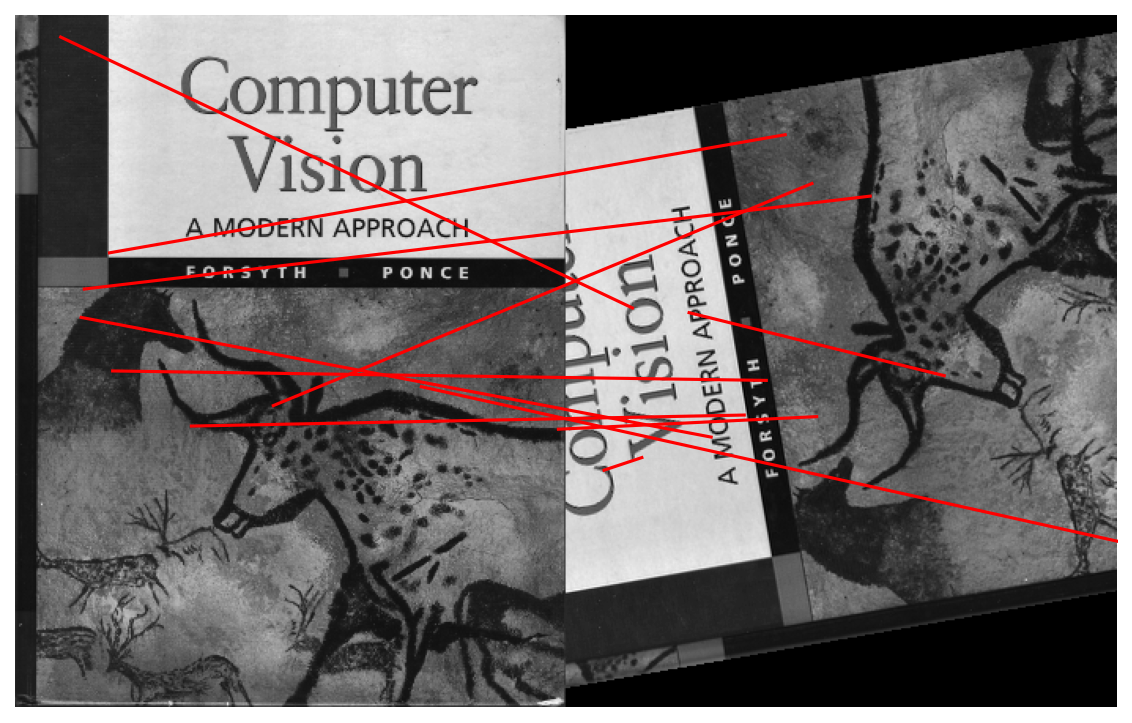 Computer
Vision
A MODERN APPROACH
FORSYTH ■ PONCE
Vision
A MODERN APPROACH
FORSYTH ■ PONCE